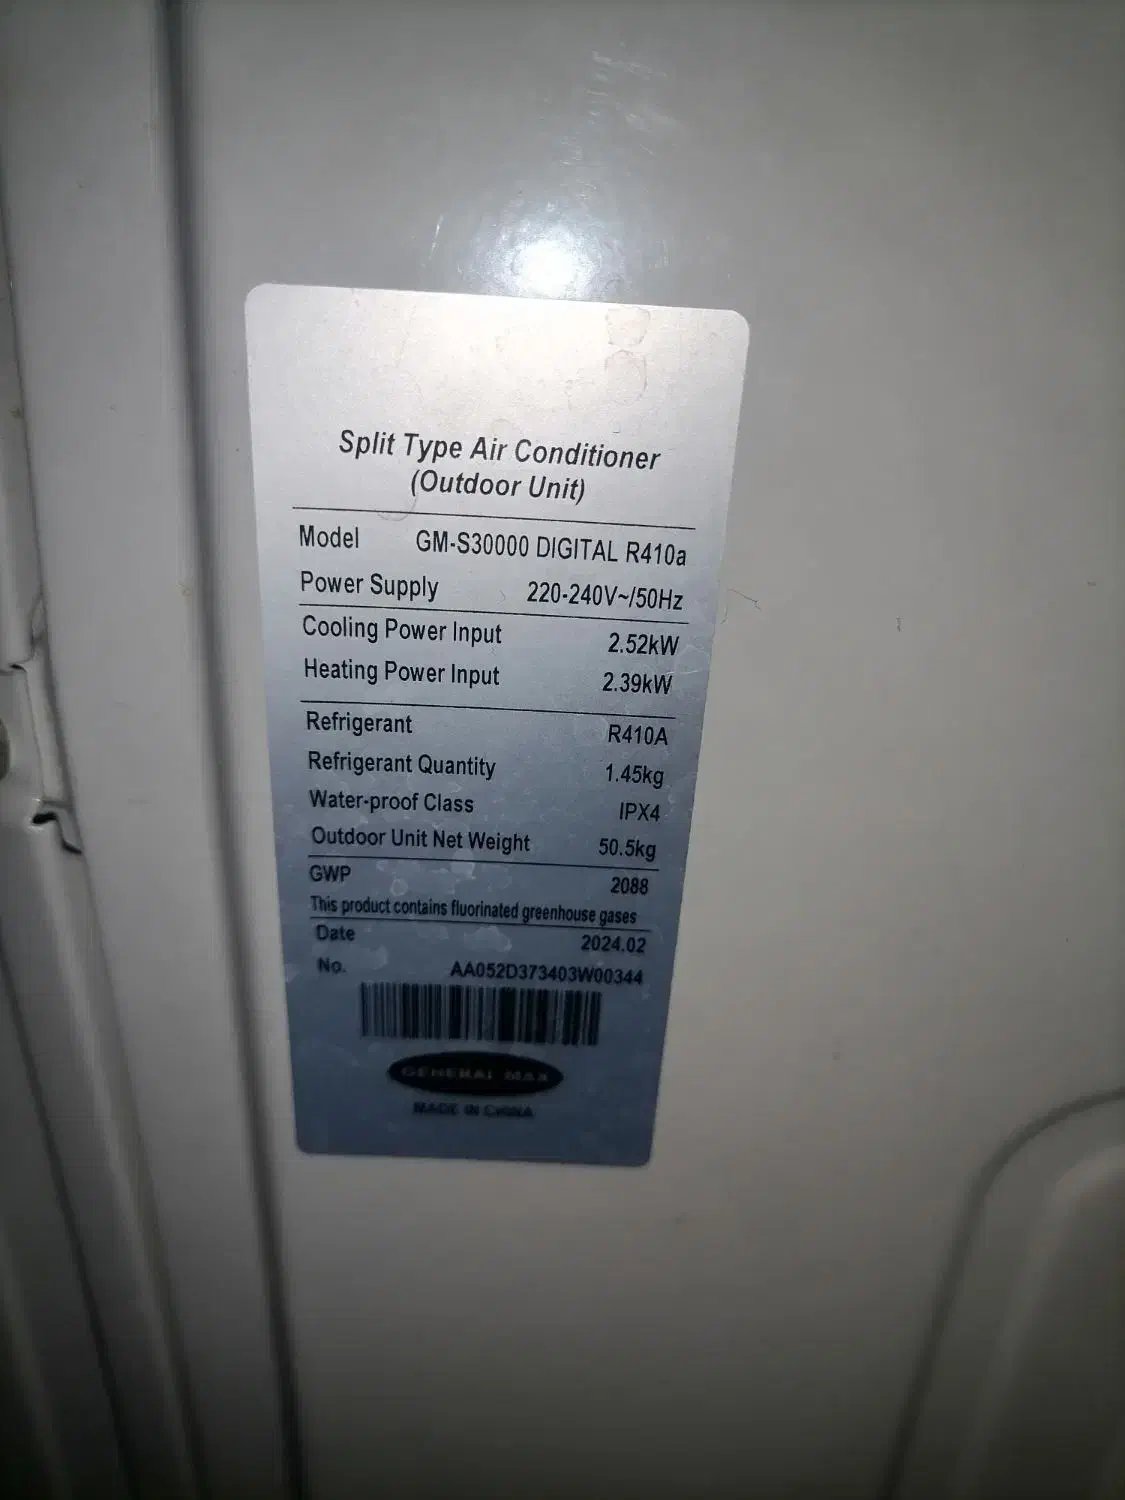 Split Type Air Conditioner
(Outdoor Unit)
Model GM-S30000 DIGITAL R410a
Power Supply 220-240V~/50Hz
Cooling Power Input 2.52kW
Heating Power Input 2.39kW
Refrigerant R410A
Refrigerant Quantity 1.45kg
Water-proof Class IPX4
Outdoor Unit Net Weight 50.5kg
GWP 2088
This product contains fluorinated greenhouse gases
Date 2024.02
No. AA052D373403W00344
GENERAL MAX
MADE IN CHINA